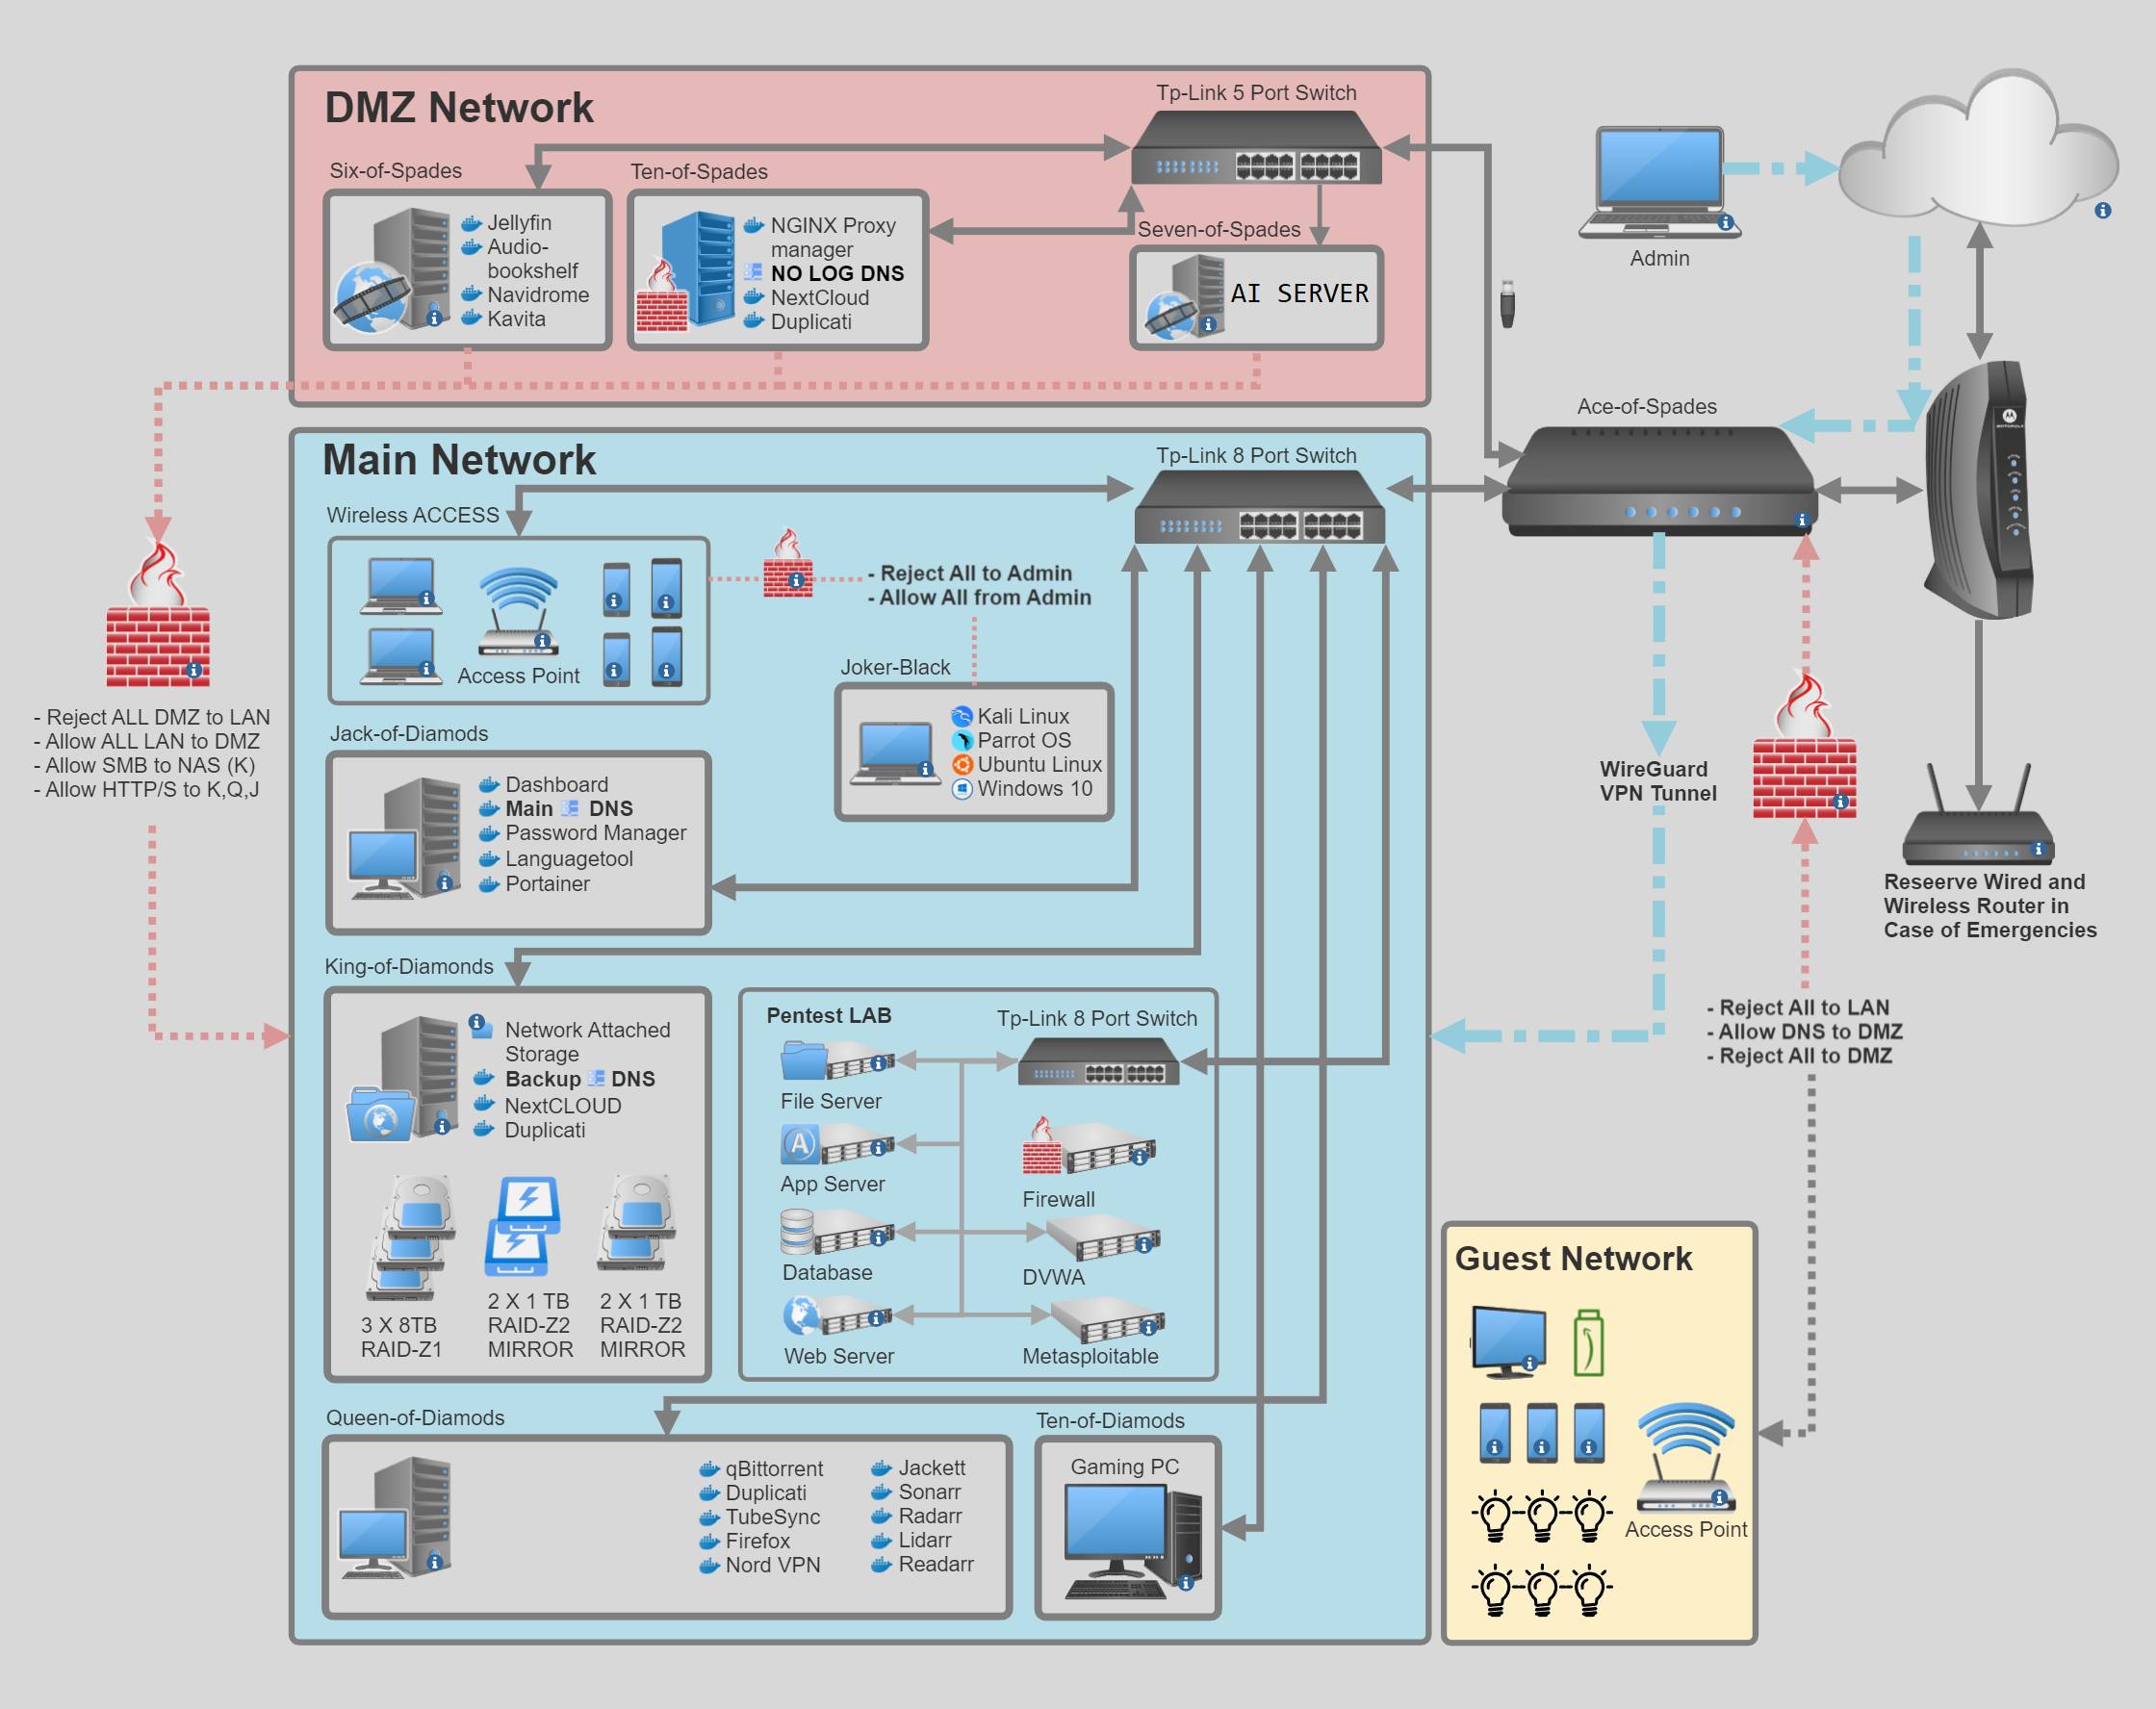 DMZ Network
Tp-Link 5 Port Switch
Six-of-Spades
Jellyfin
Audio-
bookshelf
Navidrome
Kavita
Ten-of-Spades
NGINX Proxy
manager
NO LOG DNS
NextCloud
Duplicati
Seven-of-Spades
AI SERVER
Admin
Ace-of-Spades
MOTOROLA
Main Network
Tp-Link 8 Port Switch
Wireless ACCESS
Access Point
- Reject All to Admin
- Allow All from Admin
Joker-Black
Kali Linux
Parrot OS
Ubuntu Linux
Windows 10
- Reject ALL DMZ to LAN
- Allow ALL LAN to DMZ
- Allow SMB to NAS (K)
- Allow HTTP/S to K,Q,J
Jack-of-Diamods
Dashboard
Main DNS
Password Manager
Languagetool
Portainer
WireGuard
VPN Tunnel
Reseerve Wired and
Wireless Router in
Case of Emergencies
King-of-Diamonds
Network Attached
Storage
Backup DNS
NextCLOUD
Duplicati
3 X 8TB
RAID-Z1
2 X 1 TB
RAID-Z2
MIRROR
2 X 1 TB
RAID-Z2
MIRROR
Pentest LAB
Tp-Link 8 Port Switch
File Server
App Server
Firewall
Database
DVWA
Web Server
Metasploitable
- Reject All to LAN
- Allow DNS to DMZ
- Reject All to DMZ
Queen-of-Diamods
qBittorrent
Duplicati
TubeSync
Firefox
Nord VPN
Jackett
Sonarr
Radarr
Lidarr
Readarr
Ten-of-Diamods
Gaming PC
Guest Network
Access Point